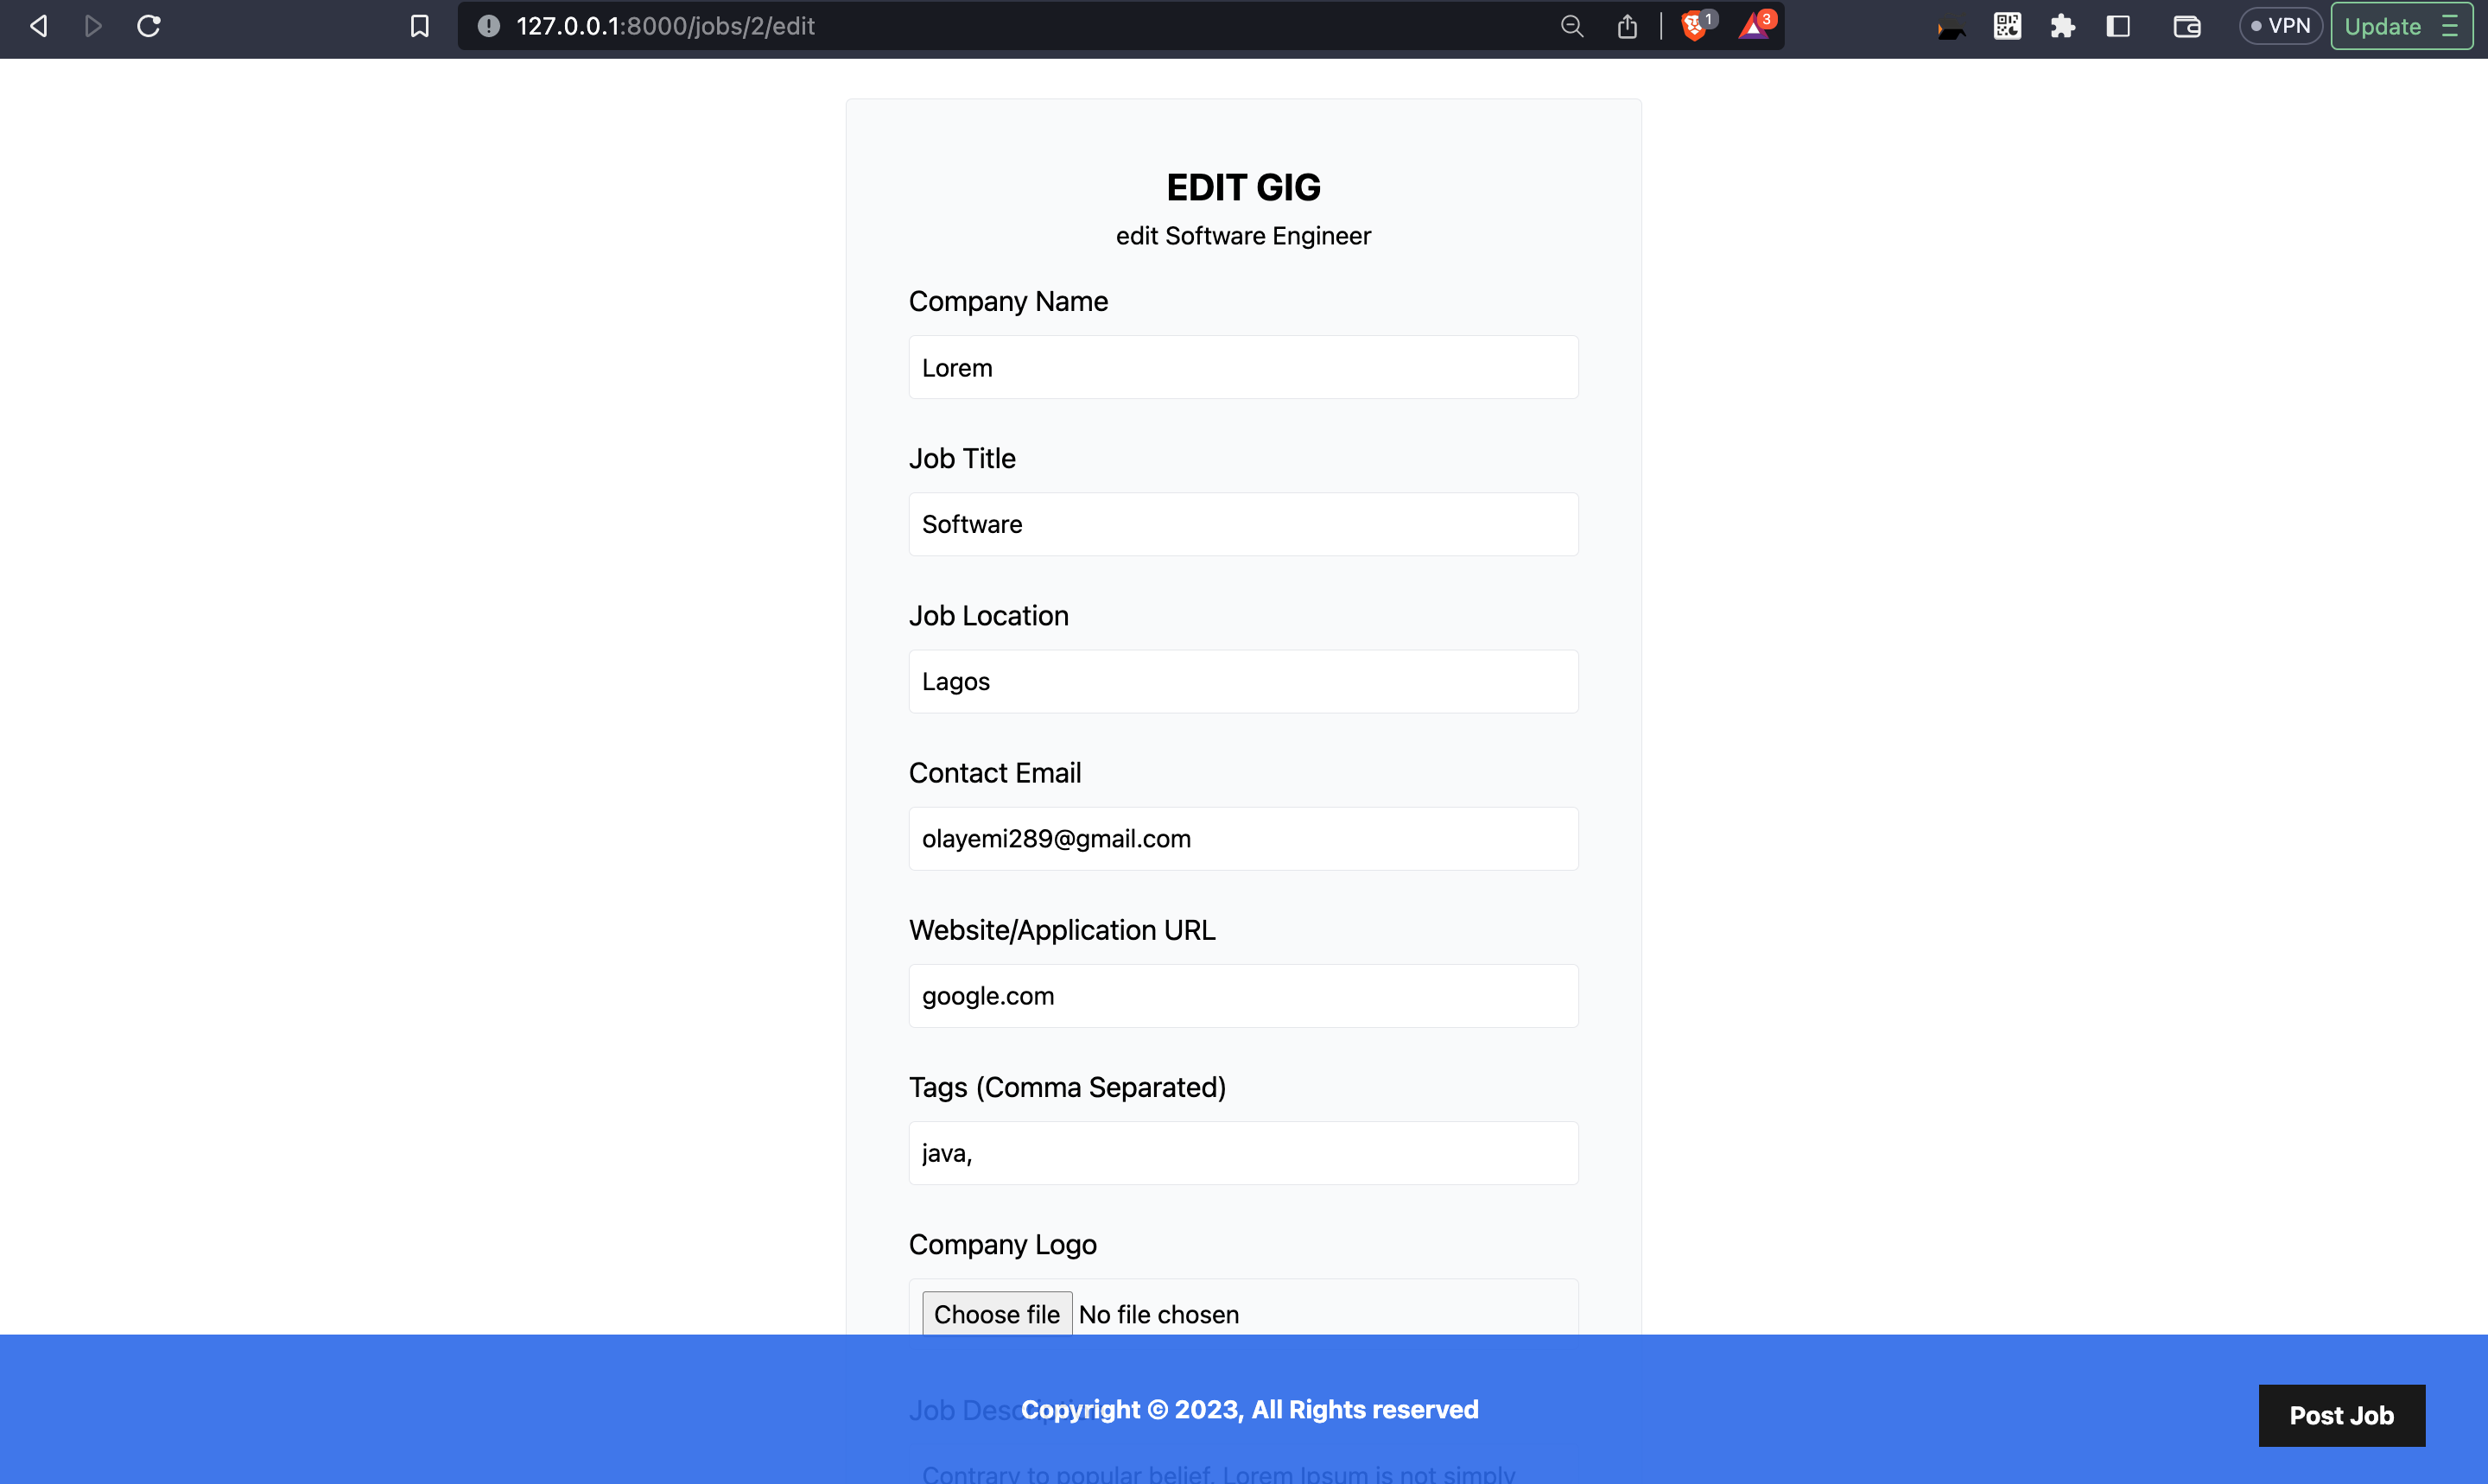 127.0.0.1:8000/jobs/2/edit
1
3
VPN
Update
EDIT GIG
edit Software Engineer
Company Name
Lorem
Job Title
Software
Job Location
Lagos
Contact Email
olayemi289@gmail.com
Website/Application URL
google.com
Tags (Comma Separated)
java,
Company Logo
Choose file No file chosen
Job Description
Copyright © 2023, All Rights reserved
Post Job
Contrary to popular belief, Lorem Ipsum is not simply